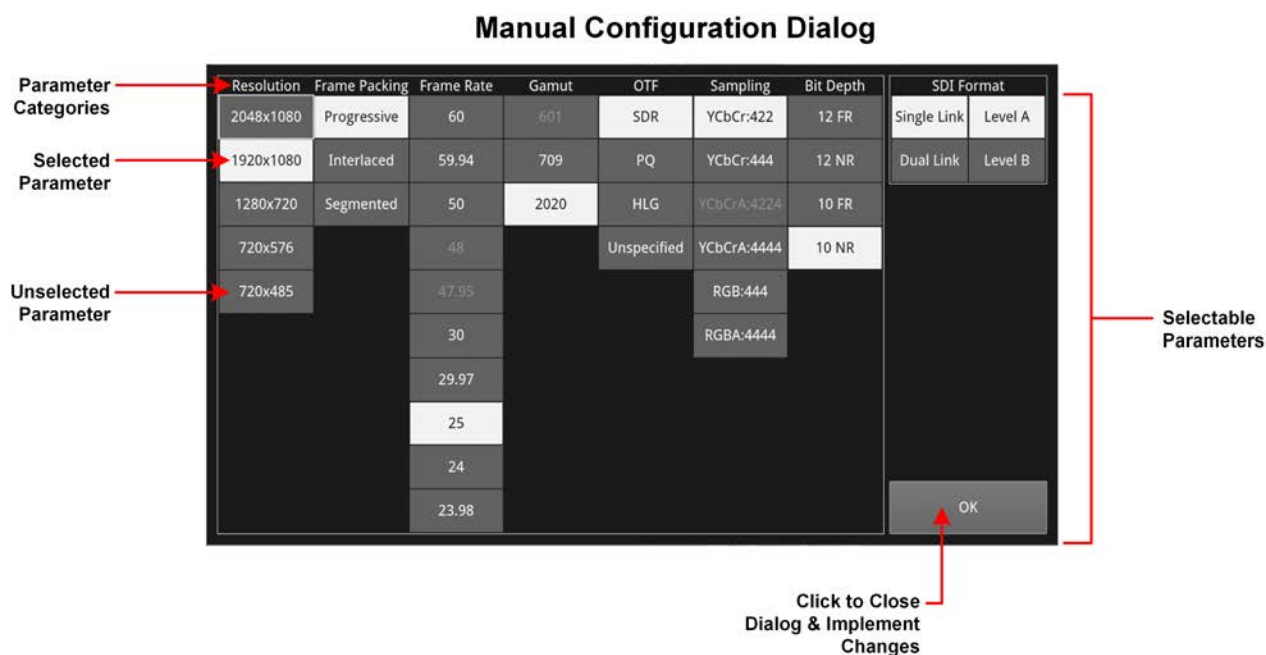 Manual Configuration Dialog
Parameter
Categories
Selected
Parameter
Unselected
Parameter
Resolution Frame Packing Frame Rate Gamut OTF Sampling Bit Depth SDI Format
2048x1080 Progressive 60 601 SDR YCbCr:422 12 FR Single Link Level A
1920x1080 Interlaced 59.94 709 PQ YCbCr:444 12 NR Dual Link Level B
1280x720 Segmented 50 2020 HLG YCbCrA:4224 10 FR
720x576 48 Unspecified YCbCrA:4444 10 NR
720x485 47.95 RGB:444
30 RGBA:4444
29.97
25
24
23.98
OK
Selectable
Parameters
Click to Close
Dialog & Implement
Changes